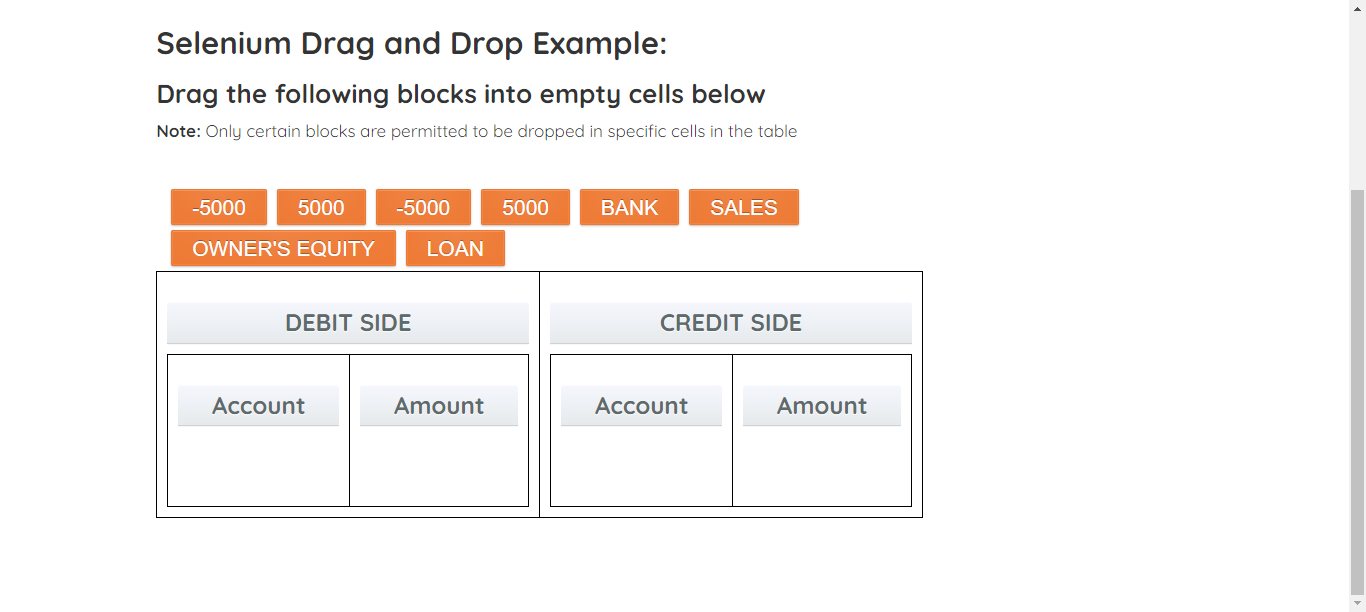 Selenium Drag and Drop Example:
Drag the following blocks into empty cells below
Note: Only certain blocks are permitted to be dropped in specific cells in the table
-5000 5000 -5000 5000 BANK SALES
OWNER'S EQUITY LOAN
DEBIT SIDE CREDIT SIDE
Account Amount Account Amount